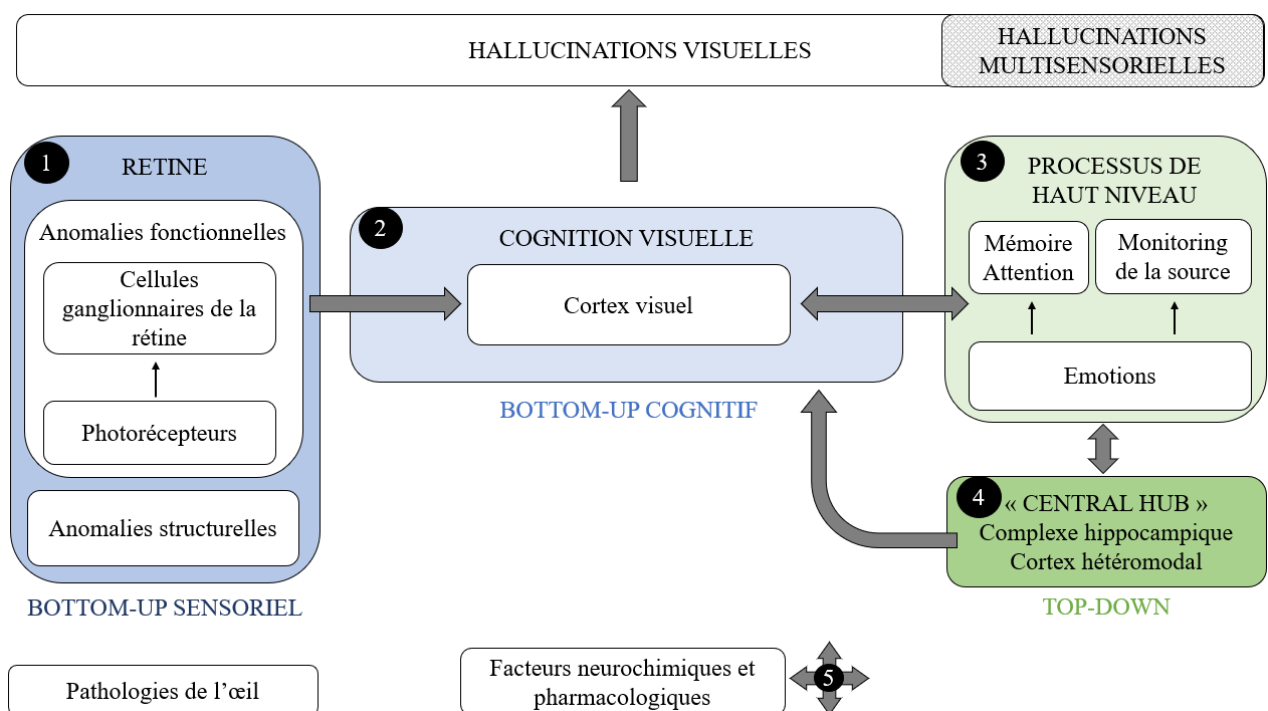 HALLUCINATIONS VISUELLES
HALLUCINATIONS
MULTISENSORIELLES
1
RETINE
Anomalies fonctionnelles
Cellules
ganglionnaires de la
rétine
Photorécepteurs
Anomalies structurelles
BOTTOM-UP SENSORIEL
2
COGNITION VISUELLE
Cortex visuel
BOTTOM-UP COGNITIF
3
PROCESSUS DE
HAUT NIVEAU
Mémoire
Attention
Monitoring
de la source
Emotions
4
« CENTRAL HUB »
Complexe hippocampique
Cortex hétéromodal
TOP-DOWN
Pathologies de l’œil
Facteurs neurochimiques et
pharmacologiques
5